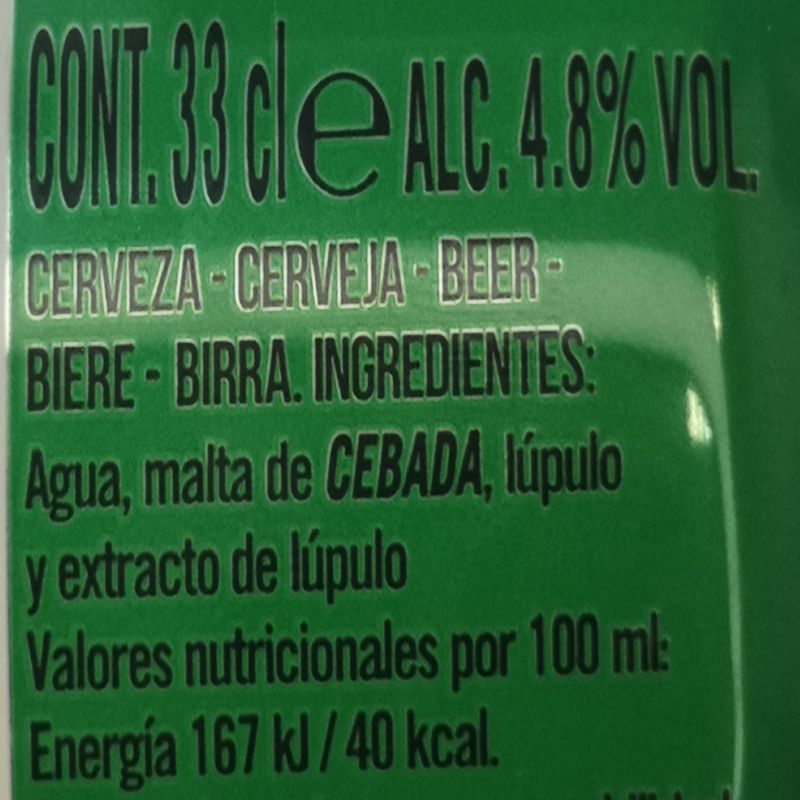 CONT. 33 cl e ALC. 4.8% VOL.
CERVEZA - CERVEJA - BEER -
BIERE - BIRRA. INGREDIENTES:
Agua, malta de CEBADA, lúpulo
y extracto de lúpulo
Valores nutricionales por 100 ml:
Energía 167 kJ / 40 kcal.